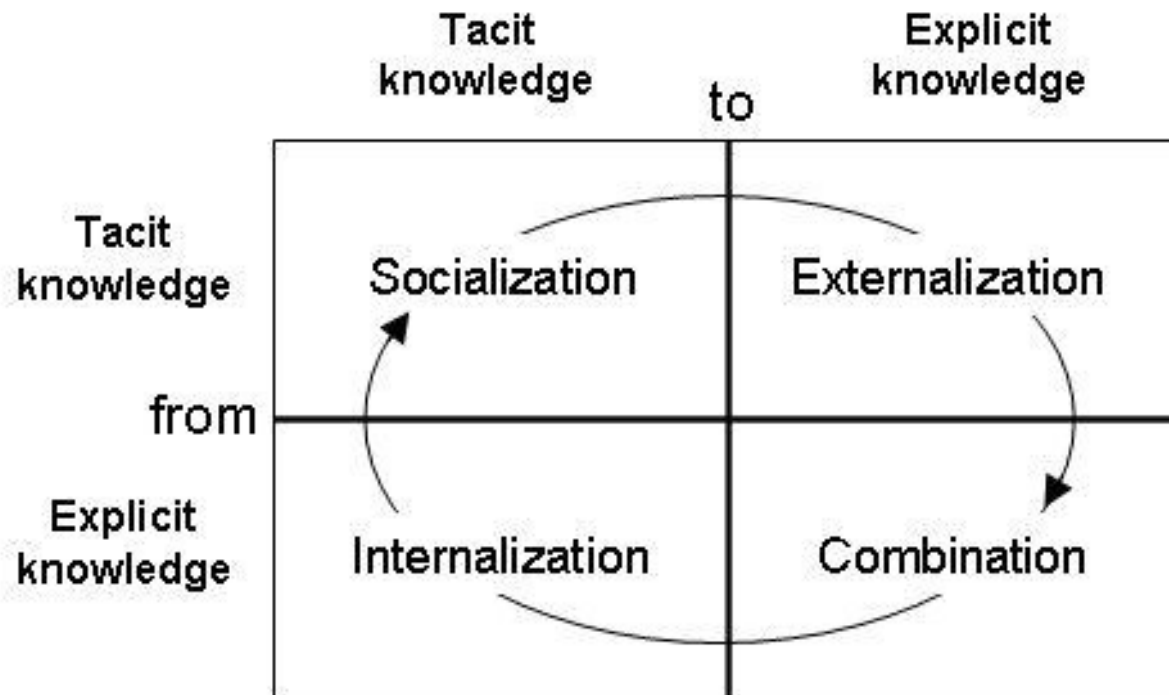 Tacit
knowledge
Explicit
knowledge
to
Tacit
knowledge
Socialization
Externalization
from
Explicit
knowledge
Internalization
Combination